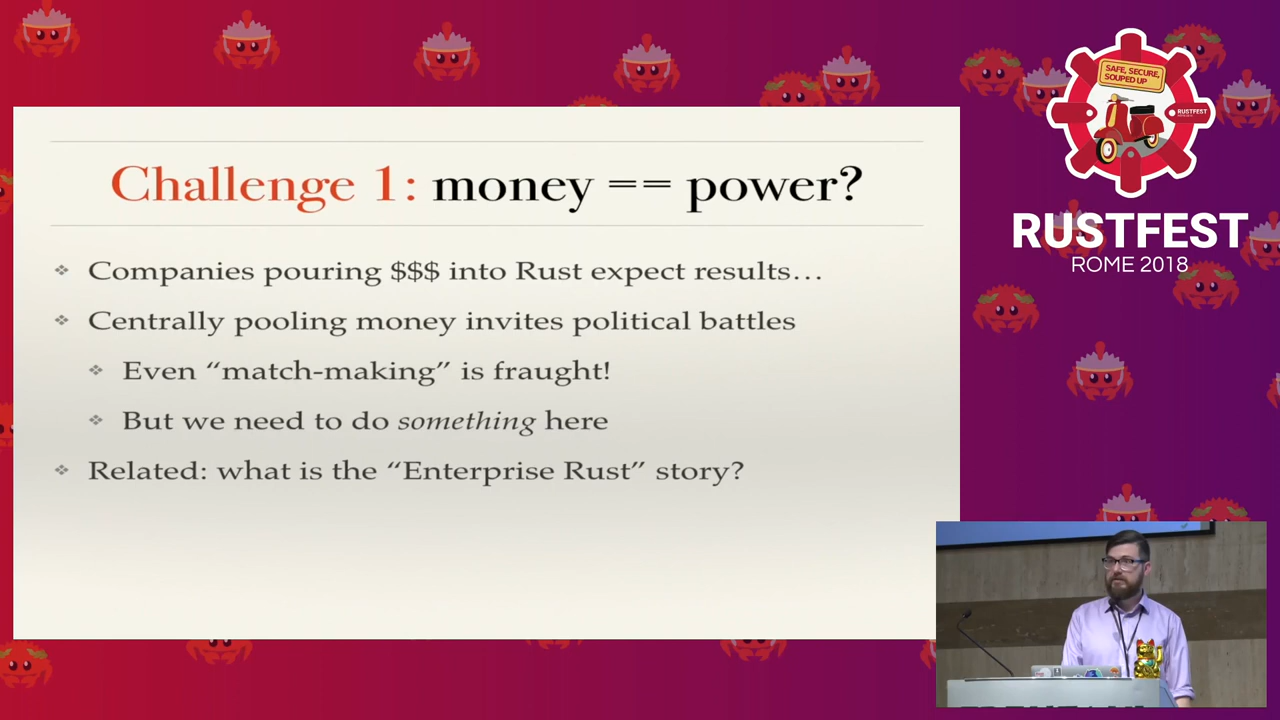 Challenge 1: money == power?
Companies pouring $$$ into Rust expect results…
Centrally pooling money invites political battles
Even “match-making” is fraught!
But we need to do something here
Related: what is the “Enterprise Rust” story?
SAFE, SECURE,
SOUPED UP
RUSTFEST
RUSTFEST
ROME 2018